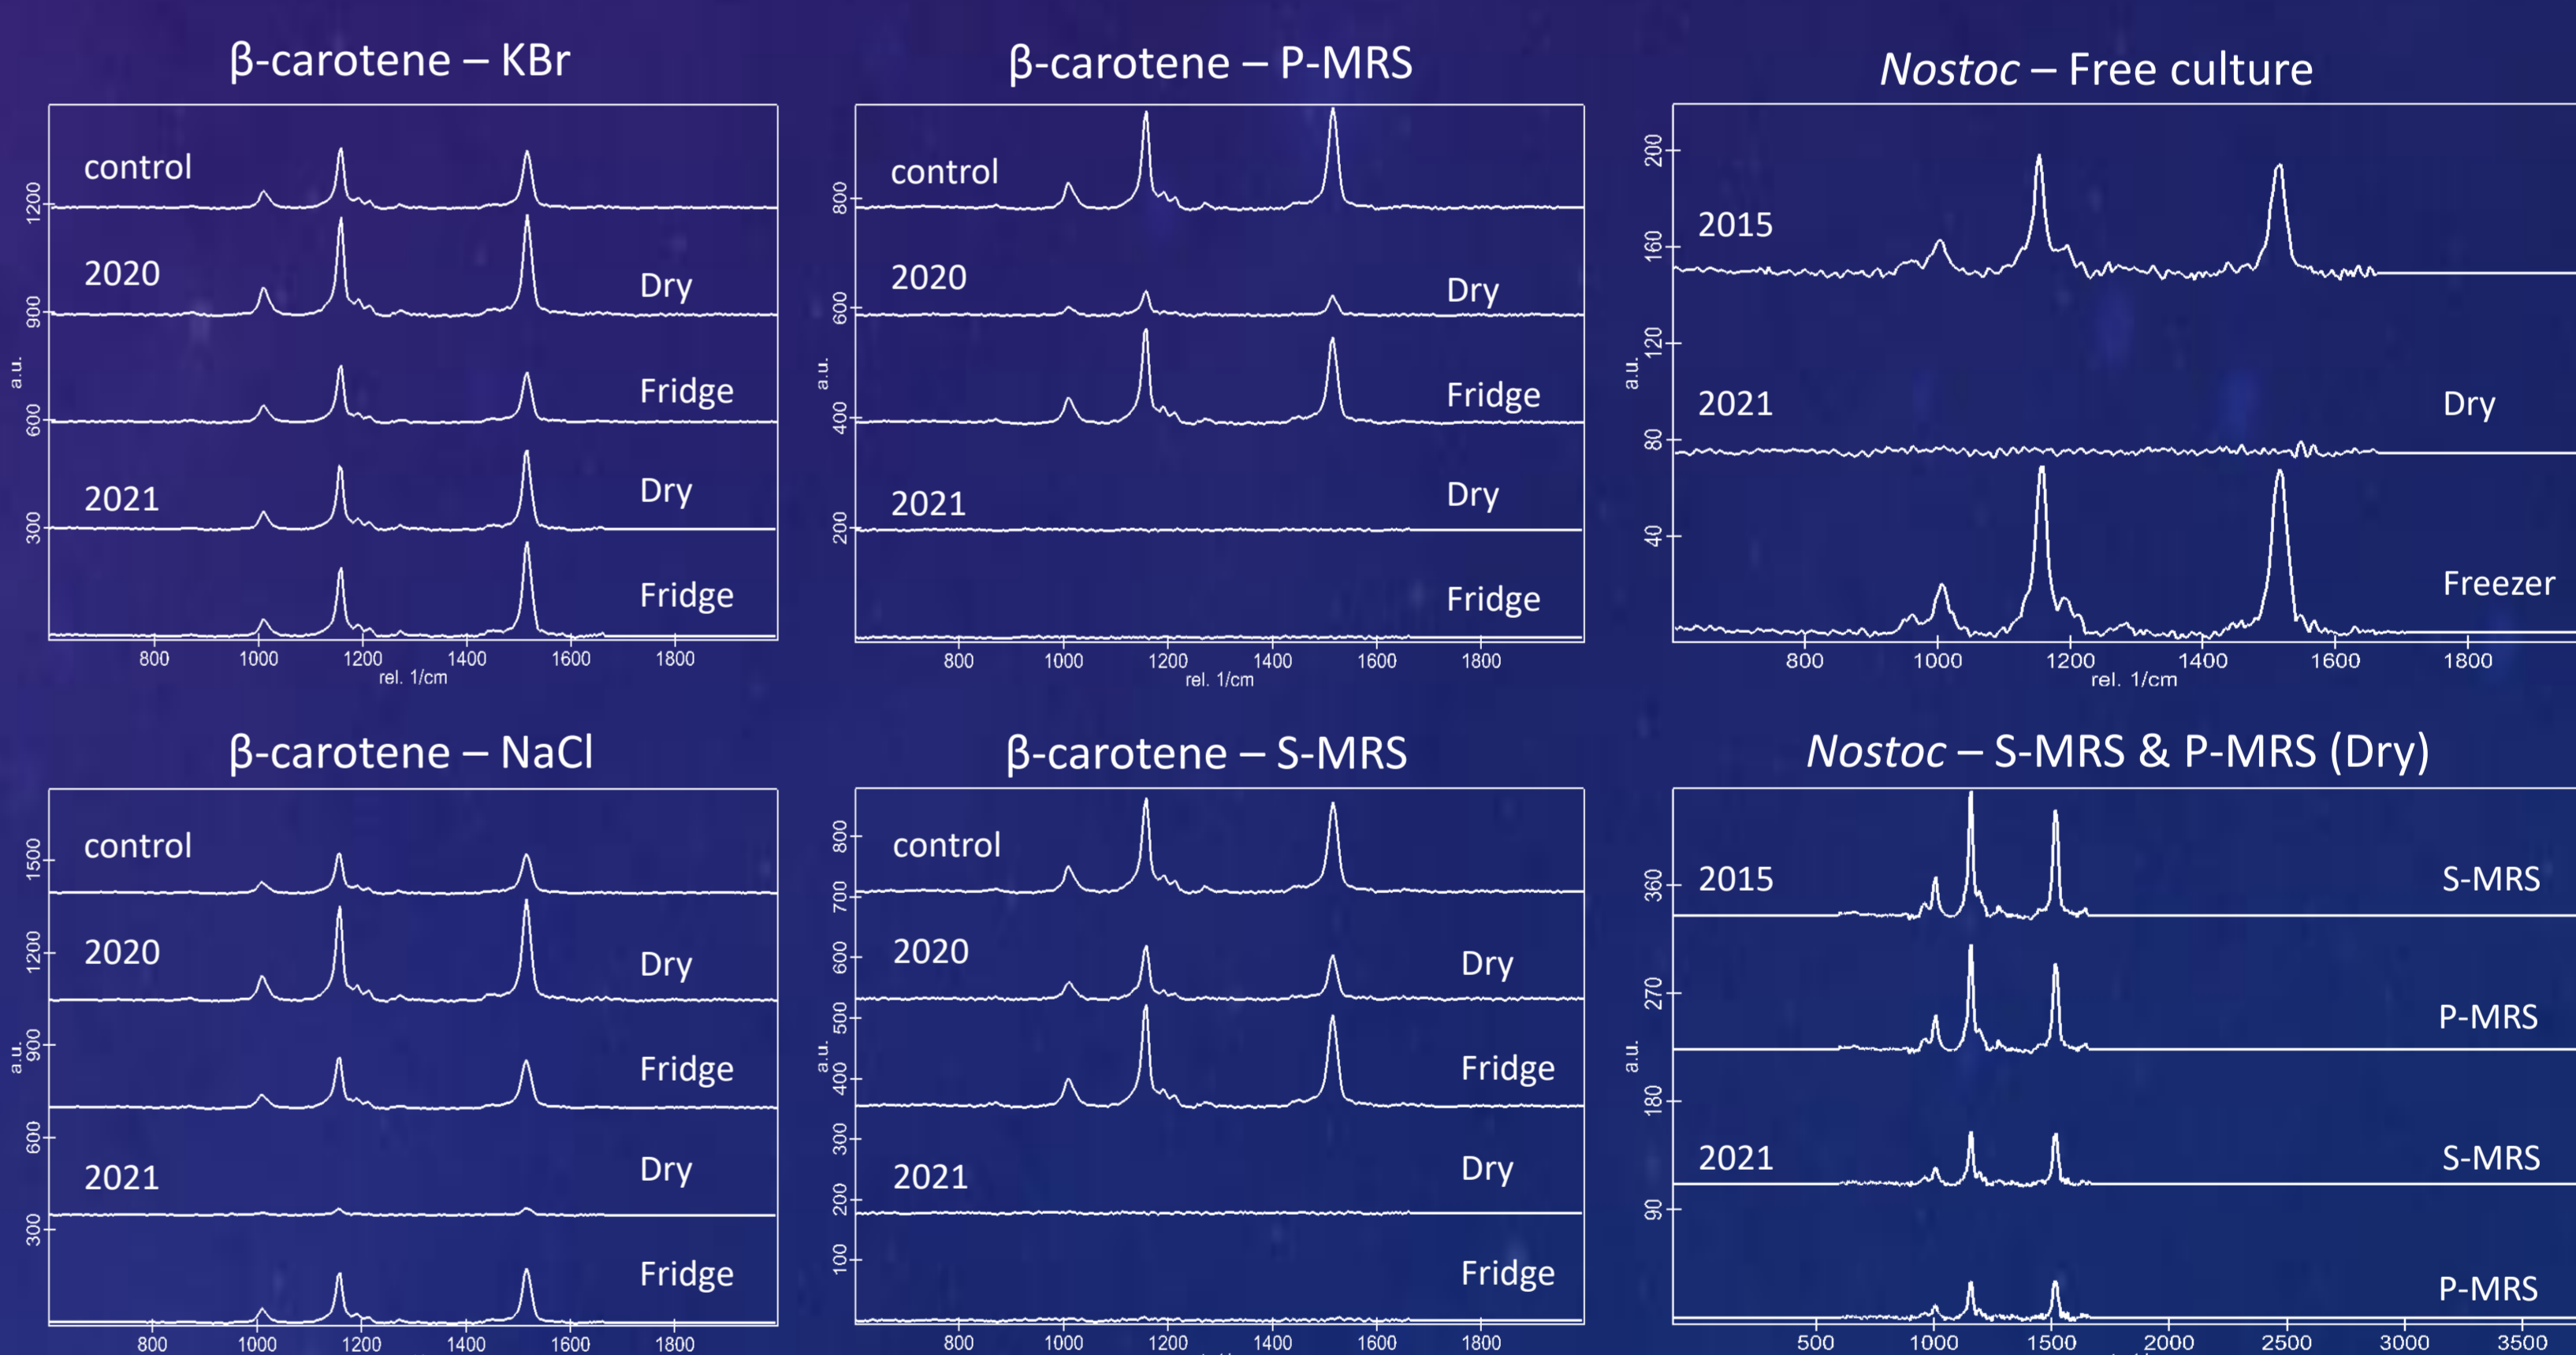 β-carotene – KBr
control
2020
Dry
Fridge
2021
Dry
Fridge
a.u.
1200
900
600
300
800 1000 1200 1400 1600 1800
rel. 1/cm
β-carotene – P-MRS
control
2020
Dry
Fridge
2021
Dry
Fridge
a.u.
800
600
400
200
800 1000 1200 1400 1600 1800
rel. 1/cm
Nostoc – Free culture
2015
2021
Dry
Freezer
a.u.
200
160
120
80
40
800 1000 1200 1400 1600 1800
rel. 1/cm
β-carotene – NaCl
control
2020
Dry
Fridge
2021
Dry
Fridge
a.u.
1500
1200
900
600
300
800 1000 1200 1400 1600 1800
β-carotene – S-MRS
control
2020
Dry
Fridge
2021
Dry
Fridge
a.u.
800
700
600
500
400
300
200
100
800 1000 1200 1400 1600 1800
Nostoc – S-MRS & P-MRS (Dry)
2015
S-MRS
P-MRS
2021
S-MRS
P-MRS
a.u.
360
270
180
90
500 1000 1500 2000 2500 3000 3500